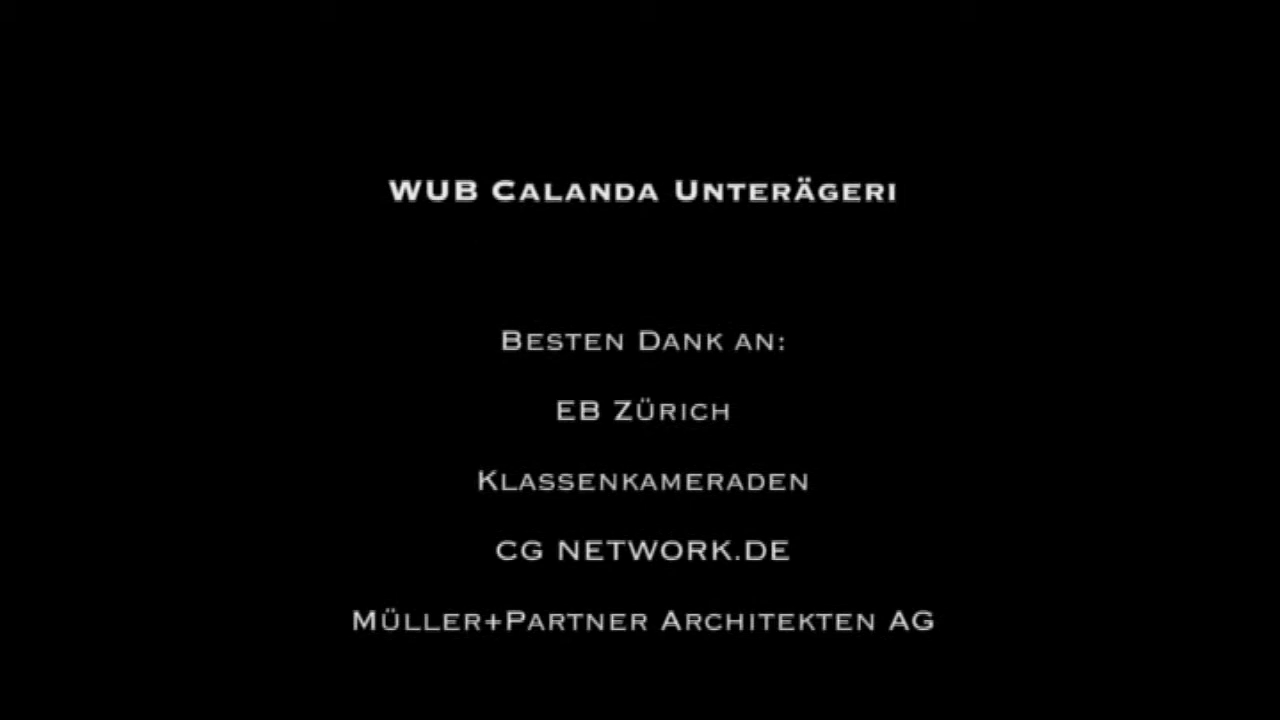 WUB Calanda Unterägeri
Besten Dank an:
EB Zürich
Klassenkameraden
CG NETWORK.DE
Müller+Partner Architekten AG